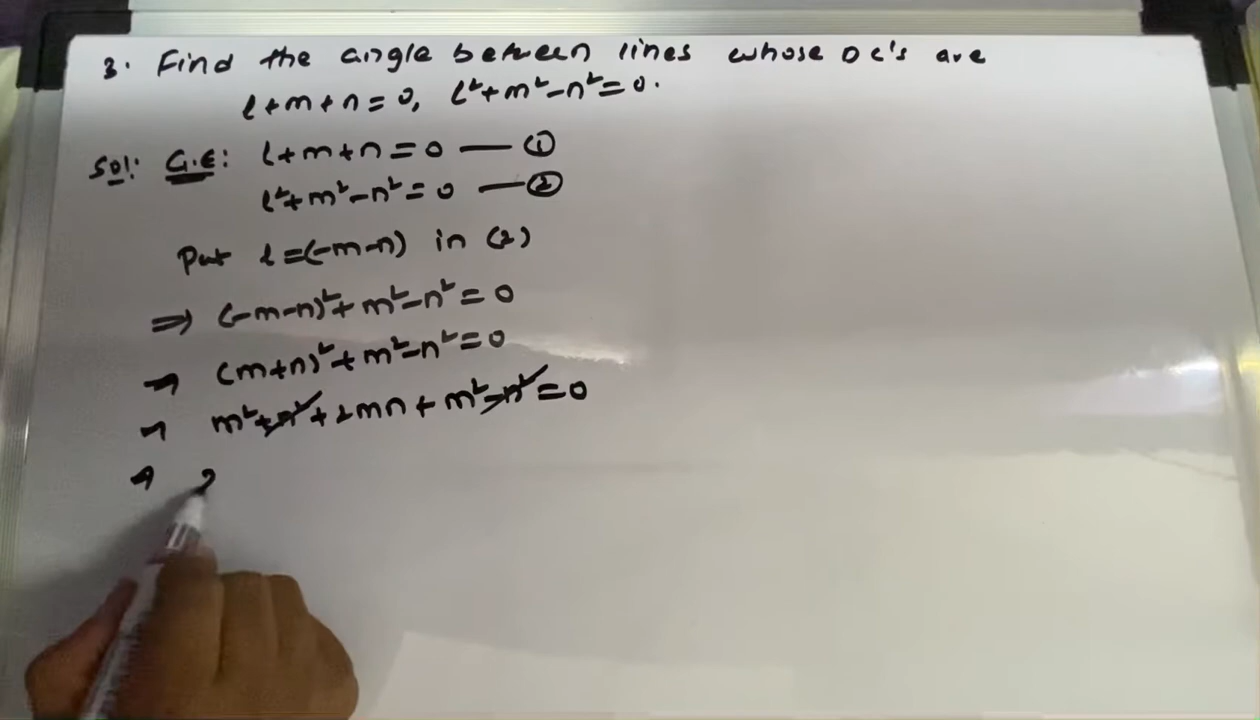 3. Find the angle between lines whose DC's are
l+m+n=0, l²+m²-n²=0.
Sol: G.E: l+m+n=0 — ①
l²+m²-n²=0 — ②
Put l=(-m-n) in (2)
⇒ (-m-n)²+m²-n²=0
⇒ (m+n)²+m²-n²=0
⇒ m²+n²+2mn+m²-n²=0
⇒ 2